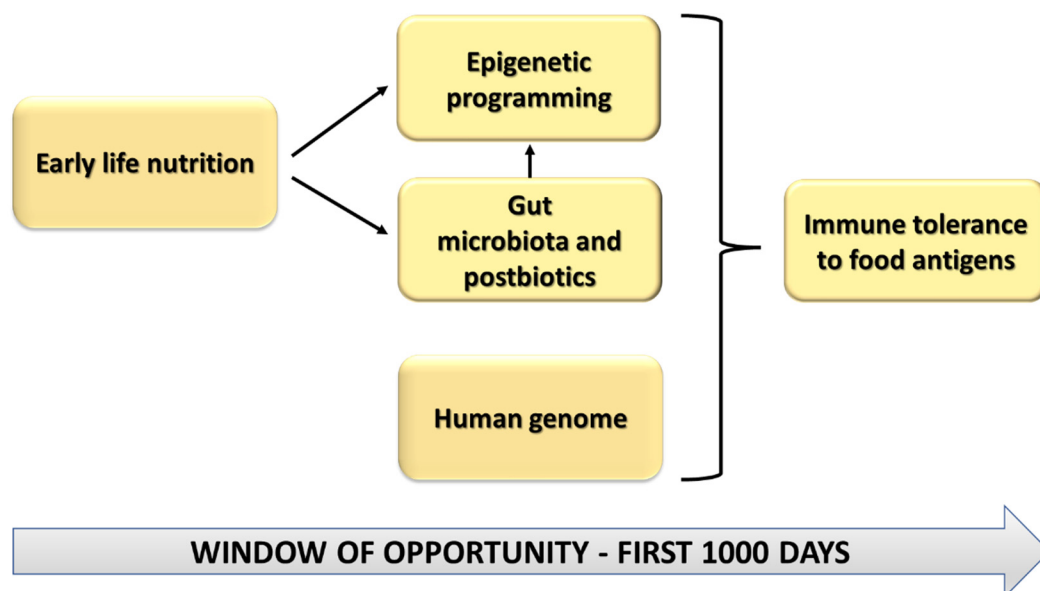 Early life nutrition
Epigenetic
programming
Gut
microbiota and
postbiotics
Human genome
Immune tolerance
to food antigens
WINDOW OF OPPORTUNITY - FIRST 1000 DAYS